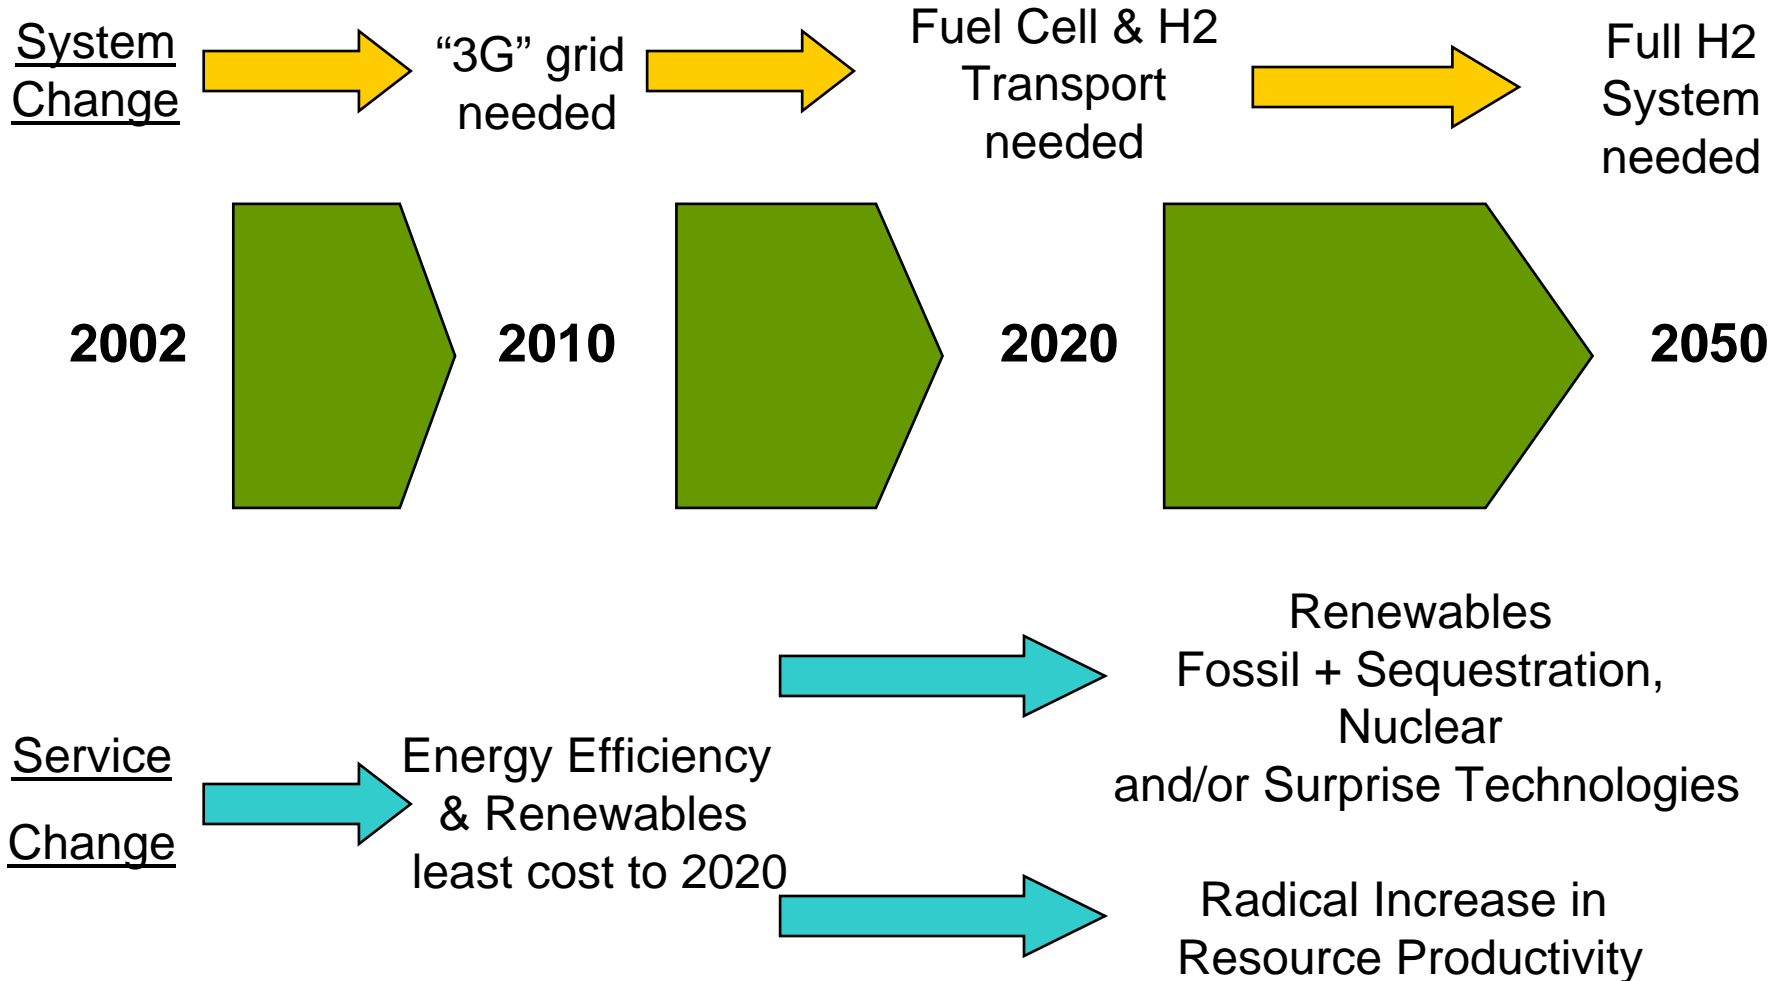 System
Change
“3G” grid
needed
Fuel Cell & H2
Transport
needed
Full H2
System
needed
2002
2010
2020
2050
Service
Change
Energy Efficiency
& Renewables
least cost to 2020
Renewables
Fossil + Sequestration,
Nuclear
and/or Surprise Technologies
Radical Increase in
Resource Productivity